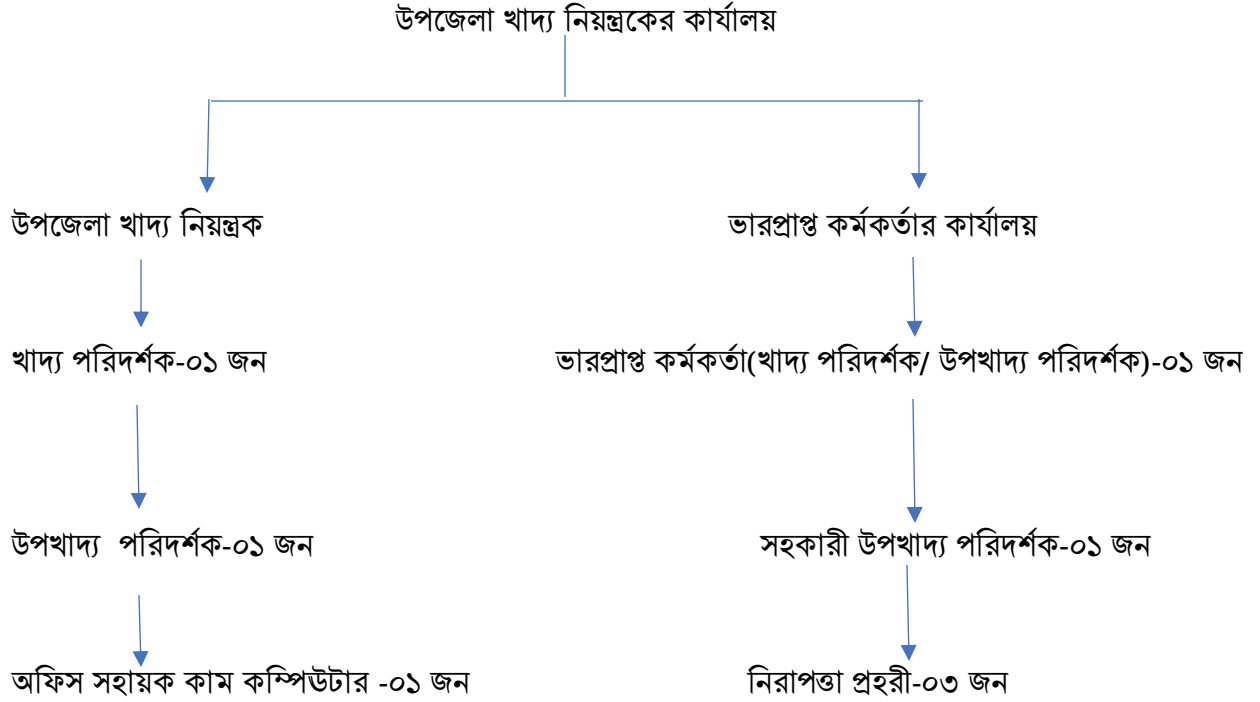 উপজেলা খাদ্য নিয়ন্ত্রকের কার্যালয়
উপজেলা খাদ্য নিয়ন্ত্রক
ভারপ্রাপ্ত কর্মকর্তার কার্যালয়
খাদ্য পরিদর্শক-০১ জন
ভারপ্রাপ্ত কর্মকর্তা(খাদ্য পরিদর্শক/ উপখাদ্য পরিদর্শক)-০১ জন
উপখাদ্য পরিদর্শক-০১ জন
সহকারী উপখাদ্য পরিদর্শক-০১ জন
অফিস সহায়ক কাম কম্পিউটার -০১ জন
নিরাপত্তা প্রহরী-০৩ জন